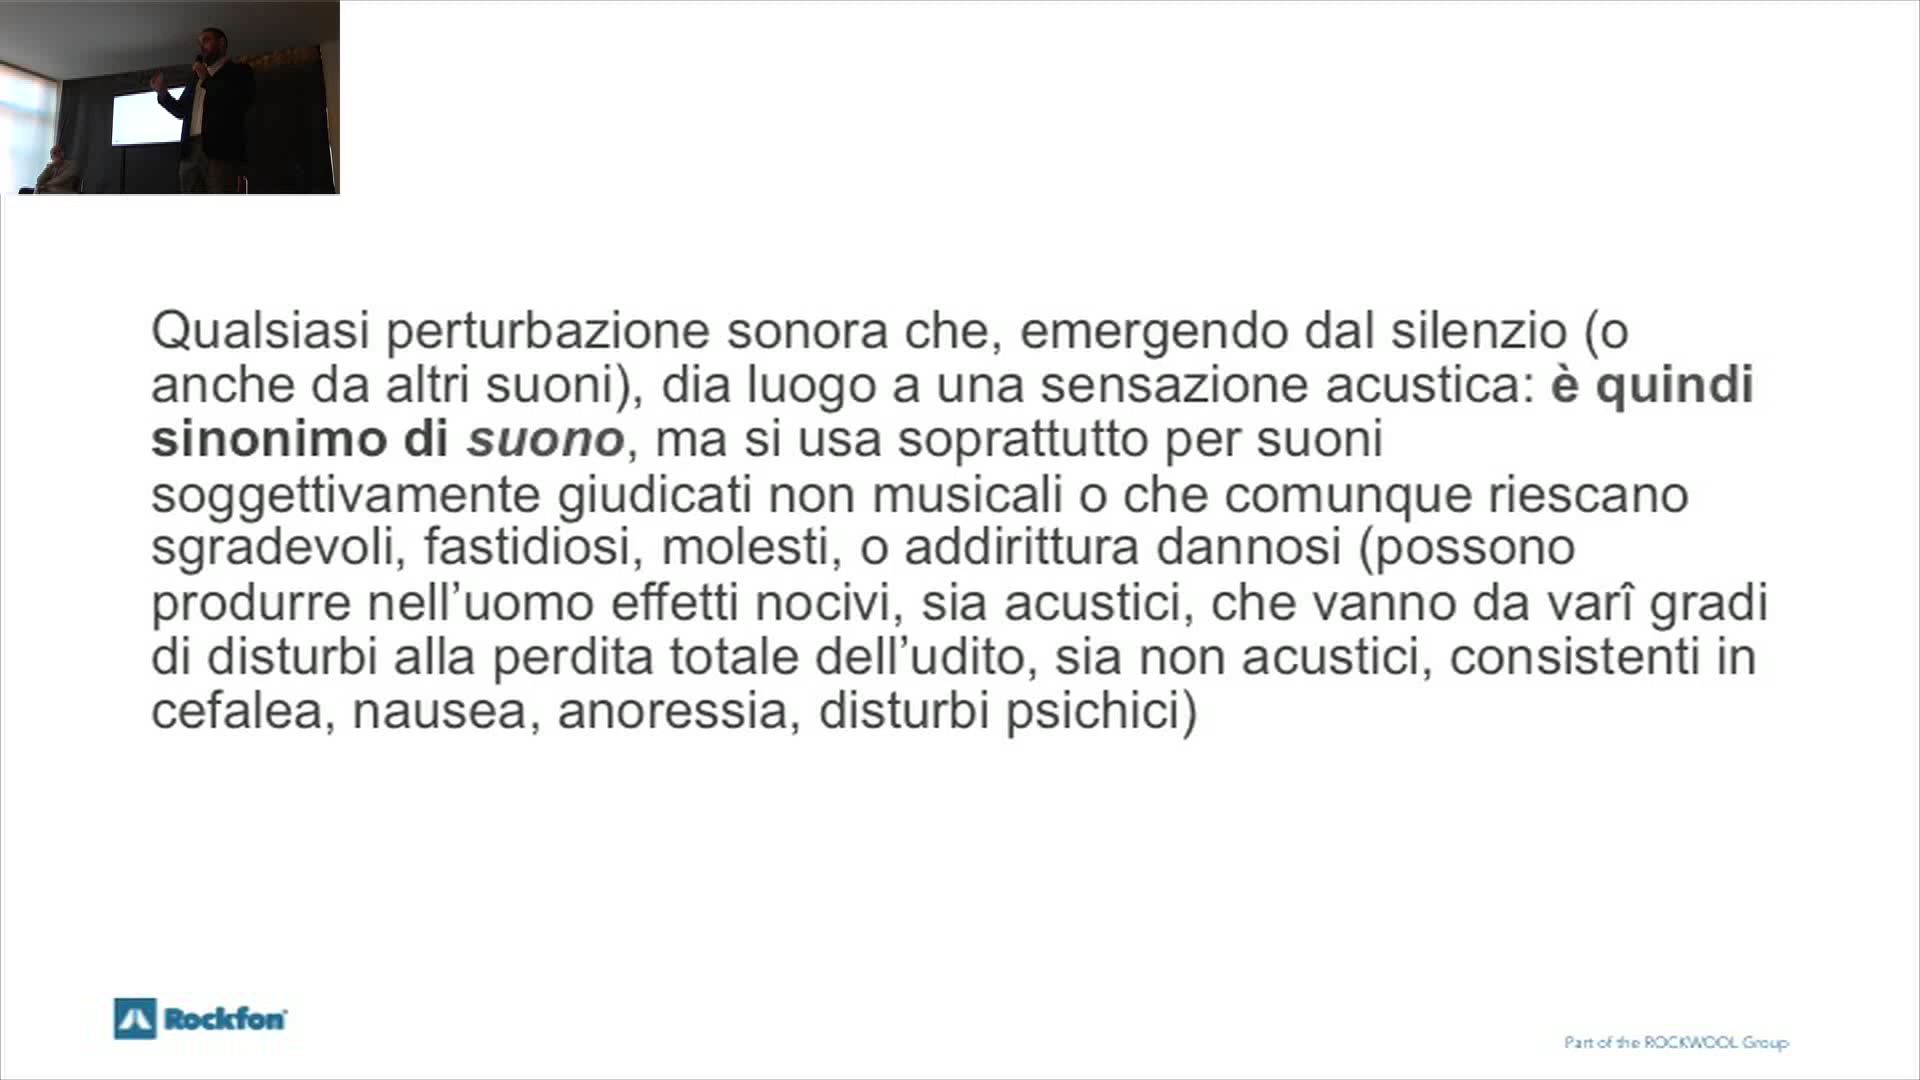 Qualsiasi perturbazione sonora che, emergendo dal silenzio (o
anche da altri suoni), dia luogo a una sensazione acustica: è quindi
sinonimo di suono, ma si usa soprattutto per suoni
soggettivamente giudicati non musicali o che comunque riescano
sgradevoli, fastidiosi, molesti, o addirittura dannosi (possono
produrre nell’uomo effetti nocivi, sia acustici, che vanno da varî gradi
di disturbi alla perdita totale dell’udito, sia non acustici, consistenti in
cefalea, nausea, anoressia, disturbi psichici)
Rockfon
Part of the ROCKWOOL Group